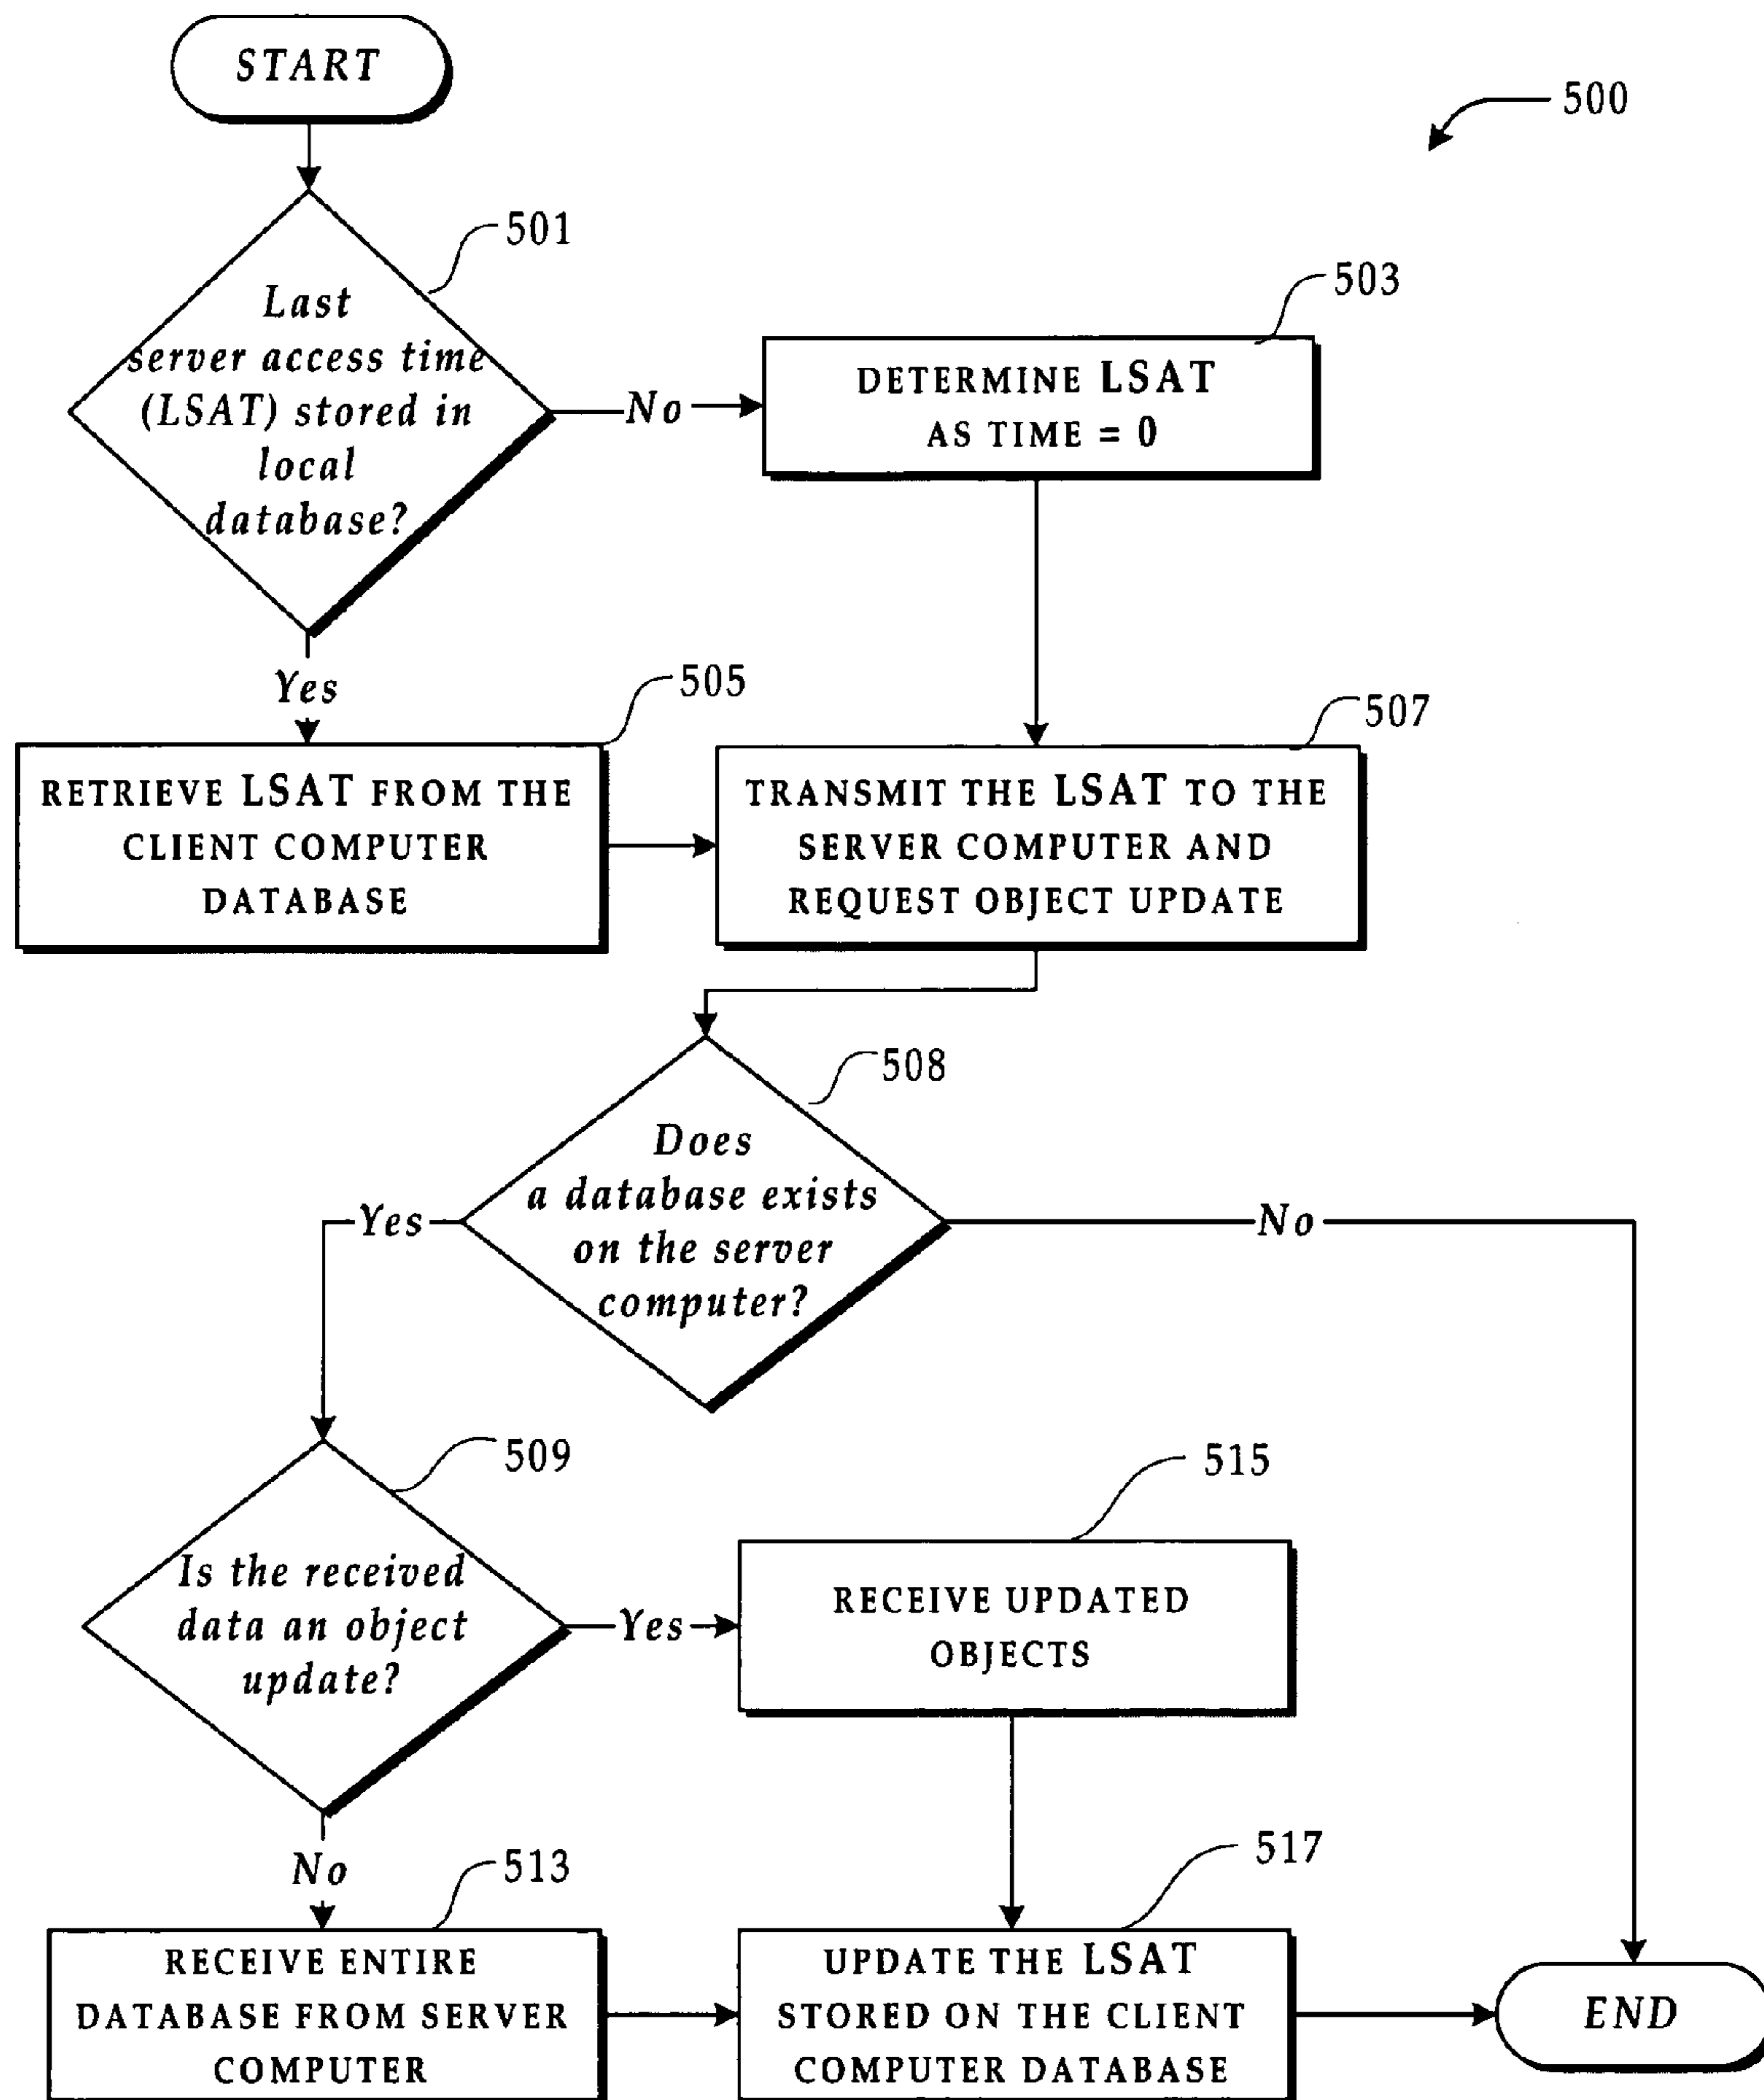 START
500
501
Last
server access time
(LSAT) stored in
local
database?
No
503
DETERMINE LSAT
AS TIME = 0
Yes
505
RETRIEVE LSAT FROM THE
CLIENT COMPUTER
DATABASE
507
TRANSMIT THE LSAT TO THE
SERVER COMPUTER AND
REQUEST OBJECT UPDATE
508
Does
a database exists
on the server
computer?
Yes
No
509
Is the received
data an object
update?
Yes
515
RECEIVE UPDATED
OBJECTS
No
513
RECEIVE ENTIRE
DATABASE FROM SERVER
COMPUTER
517
UPDATE THE LSAT
STORED ON THE CLIENT
COMPUTER DATABASE
END